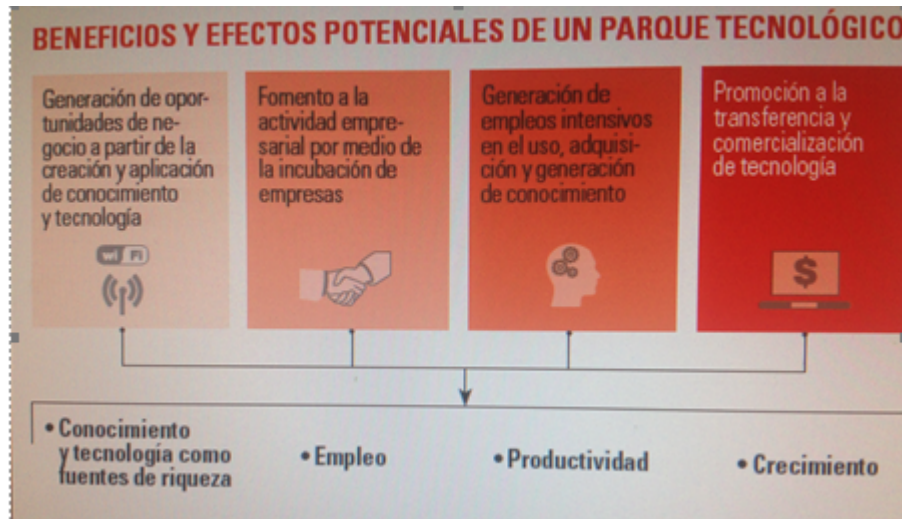 BENEFICIOS Y EFECTOS POTENCIALES DE UN PARQUE TECNOLÓGICO
Generación de opor-
tunidades de ne-
gocio a partir de la
creación y aplicación
de conocimiento
y tecnología
Wi Fi
Fomento a la
actividad empre-
sarial por medio de
la incubación de
empresas
Generación de
empleos intensivos
en el uso, adquisi-
ción y generación
de conocimiento
Promoción a la
transferencia y
comercialización
de tecnología
$
• Conocimiento
y tecnología como
fuentes de riqueza
• Empleo
• Productividad
• Crecimiento